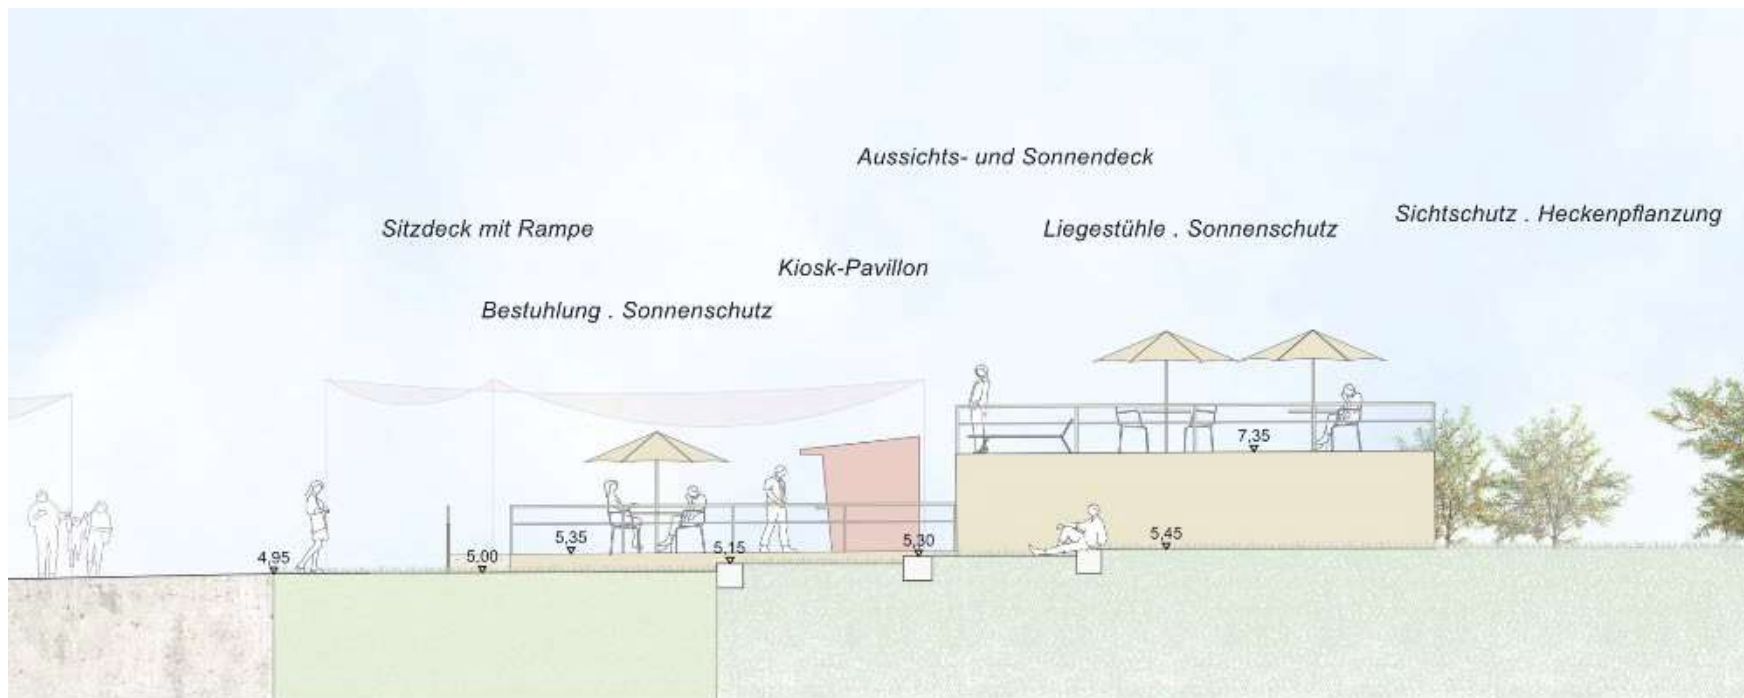 Aussichts- und Sonnendeck
Sichtschutz . Heckenpflanzung
Sitzdeck mit Rampe
Liegestühle . Sonnenschutz
Kiosk-Pavillon
Bestuhlung . Sonnenschutz
7,35
4,95
5,00
5,35
5,15
5,30
5,45